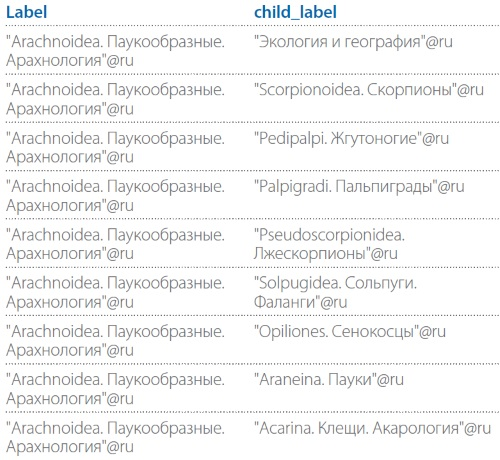 Label child_label
"Arachnoidea. Паукообразные. "Экология и география"@ru
Арахнология"@ru
"Arachnoidea. Паукообразные. "Scorpionoidea. Скорпионы"@ru
Арахнология"@ru
"Arachnoidea. Паукообразные. "Pedipalpi. Жгутоногие"@ru
Арахнология"@ru
"Arachnoidea. Паукообразные. "Palpigradi. Пальпиграды"@ru
Арахнология"@ru
"Arachnoidea. Паукообразные. "Pseudoscorpionidea.
Арахнология"@ru Лжескорпионы"@ru
"Arachnoidea. Паукообразные. "Solpugidea. Сольпуги.
Арахнология"@ru Фаланги"@ru
"Arachnoidea. Паукообразные. "Opiliones. Сенокосцы"@ru
Арахнология"@ru
"Arachnoidea. Паукообразные. "Araneina. Пауки"@ru
Арахнология"@ru
"Arachnoidea. Паукообразные. "Acarina. Клещи. Акарология"@ru
Арахнология"@ru